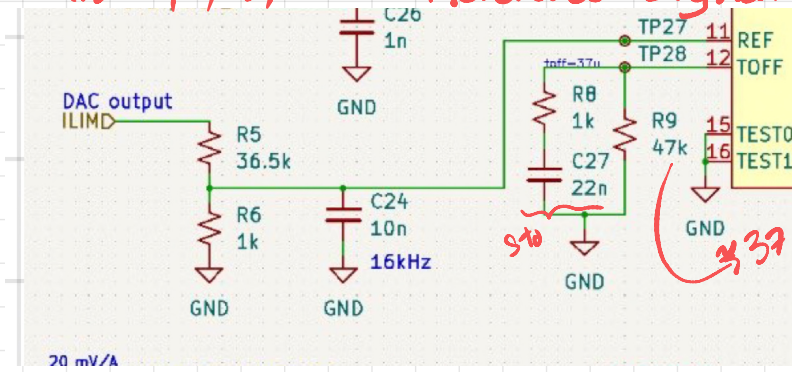 C26
1n
GND
TP27
11 REF
TP28
12 TOFF
toff=37u
DAC output
ILIM
R5
36.5k
R8
1k
R9
47k
15 TEST0
16 TEST1
C27
22n
R6
1k
C24
10n
16kHz
GND
37
GND
GND
GND
20 mV/A